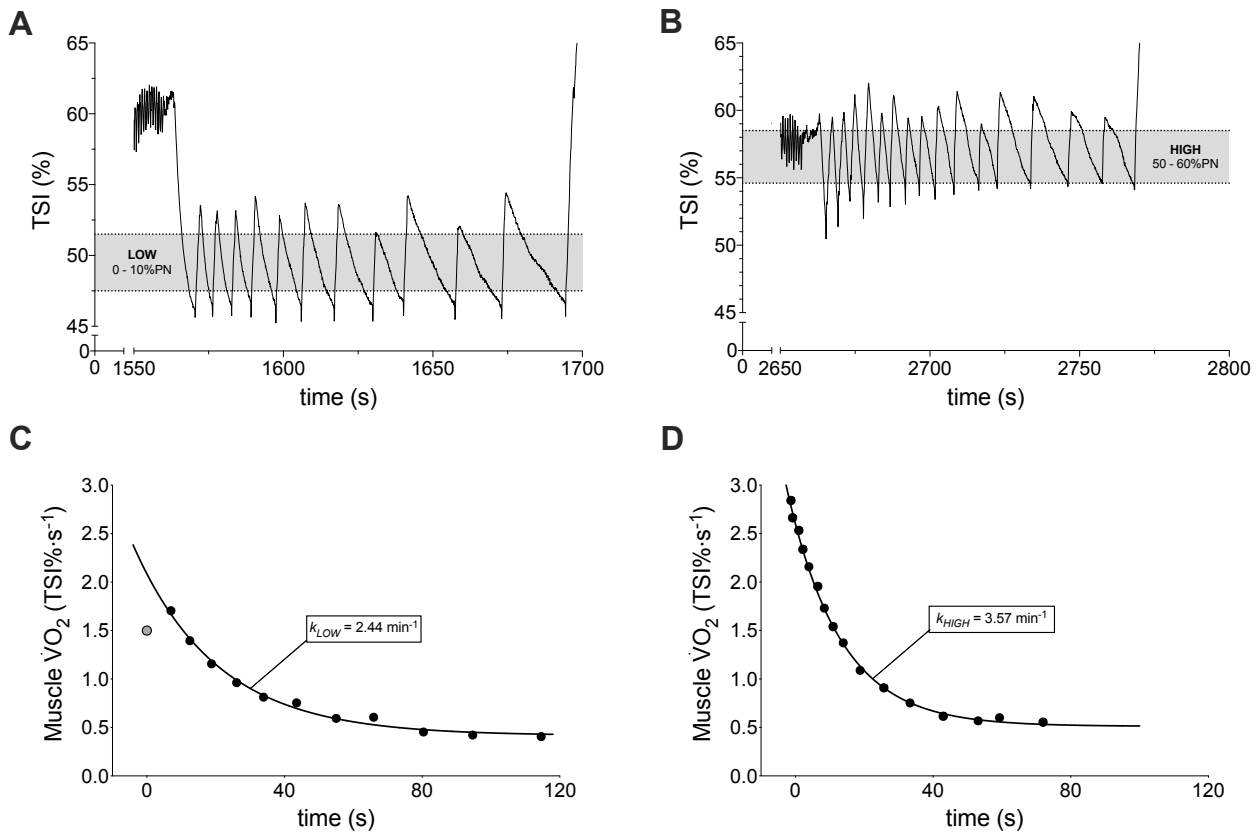 A
65
60
55
50
45
0
TSI (%)
LOW
0 - 10%PN
0 1550 1600 1650 1700
time (s)
B
65
60
55
50
45
0
TSI (%)
HIGH
50 - 60%PN
0 2650 2700 2750 2800
time (s)
C
3.0
2.5
2.0
1.5
1.0
0.5
0.0
Muscle V̇O₂ (TSI%·s⁻¹)
k_LOW = 2.44 min⁻¹
0 40 80 120
time (s)
D
3.0
2.5
2.0
1.5
1.0
0.5
0.0
Muscle V̇O₂ (TSI%·s⁻¹)
k_HIGH = 3.57 min⁻¹
0 40 80 120
time (s)